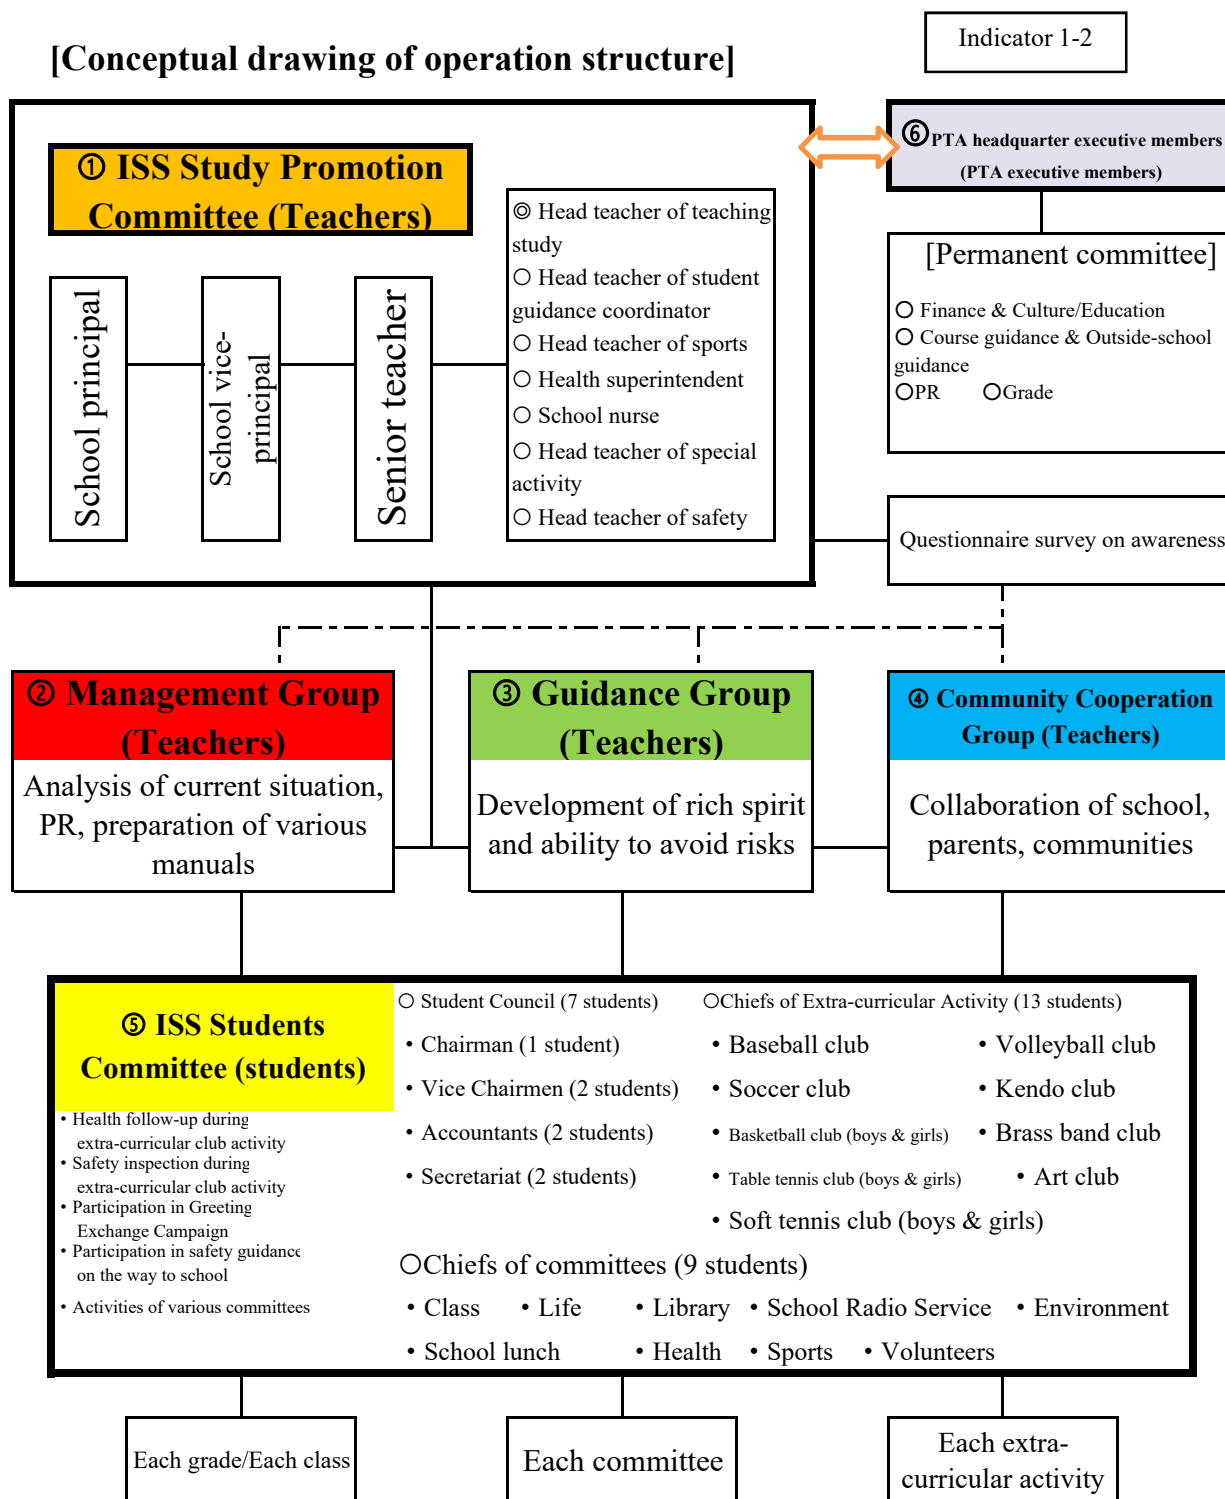 Indicator 1-2
[Conceptual drawing of operation structure]
① ISS Study Promotion
Committee (Teachers)
School principal
School vice-
principal
Senior teacher
◎ Head teacher of teaching
study
○ Head teacher of student
guidance coordinator
○ Head teacher of sports
○ Health superintendent
○ School nurse
○ Head teacher of special
activity
○ Head teacher of safety
⑥PTA headquarter executive members
(PTA executive members)
[Permanent committee]
○ Finance & Culture/Education
○ Course guidance & Outside-school
guidance
○PR ○Grade
Questionnaire survey on awareness
② Management Group
(Teachers)
Analysis of current situation,
PR, preparation of various
manuals
③ Guidance Group
(Teachers)
Development of rich spirit
and ability to avoid risks
④ Community Cooperation
Group (Teachers)
Collaboration of school,
parents, communities
⑤ ISS Students
Committee (students)
・Health follow-up during
extra-curricular club activity
・Safety inspection during
extra-curricular club activity
・Participation in Greeting
Exchange Campaign
・Participation in safety guidance
on the way to school
・Activities of various committees
○ Student Council (7 students)
・Chairman (1 student)
・Vice Chairmen (2 students)
・Accountants (2 students)
・Secretariat (2 students)
○Chiefs of Extra-curricular Activity (13 students)
・Baseball club ・Volleyball club
・Soccer club ・Kendo club
・Basketball club (boys & girls) ・Brass band club
・Table tennis club (boys & girls) ・Art club
・Soft tennis club (boys & girls)
○Chiefs of committees (9 students)
・Class ・Life ・Library ・School Radio Service ・Environment
・School lunch ・Health ・Sports ・Volunteers
Each grade/Each class
Each committee
Each extra-
curricular activity